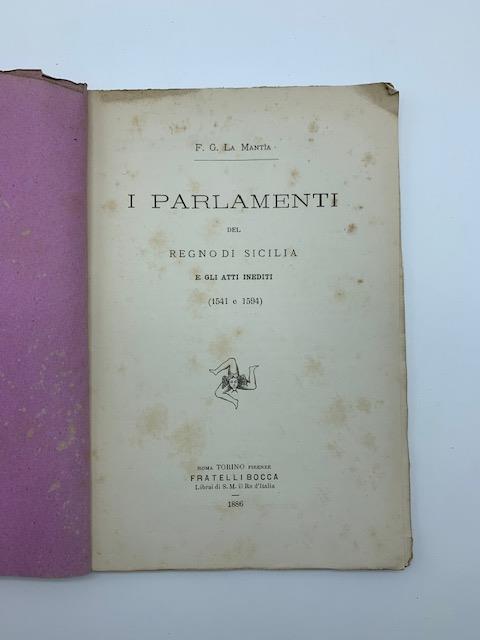 F. G. La Mantìa
I PARLAMENTI
DEL
REGNO DI SICILIA
E GLI ATTI INEDITI
(1541 e 1594)
ROMA TORINO FIRENZE
FRATELLI BOCCA
Librai di S. M. il Re d'Italia
1886